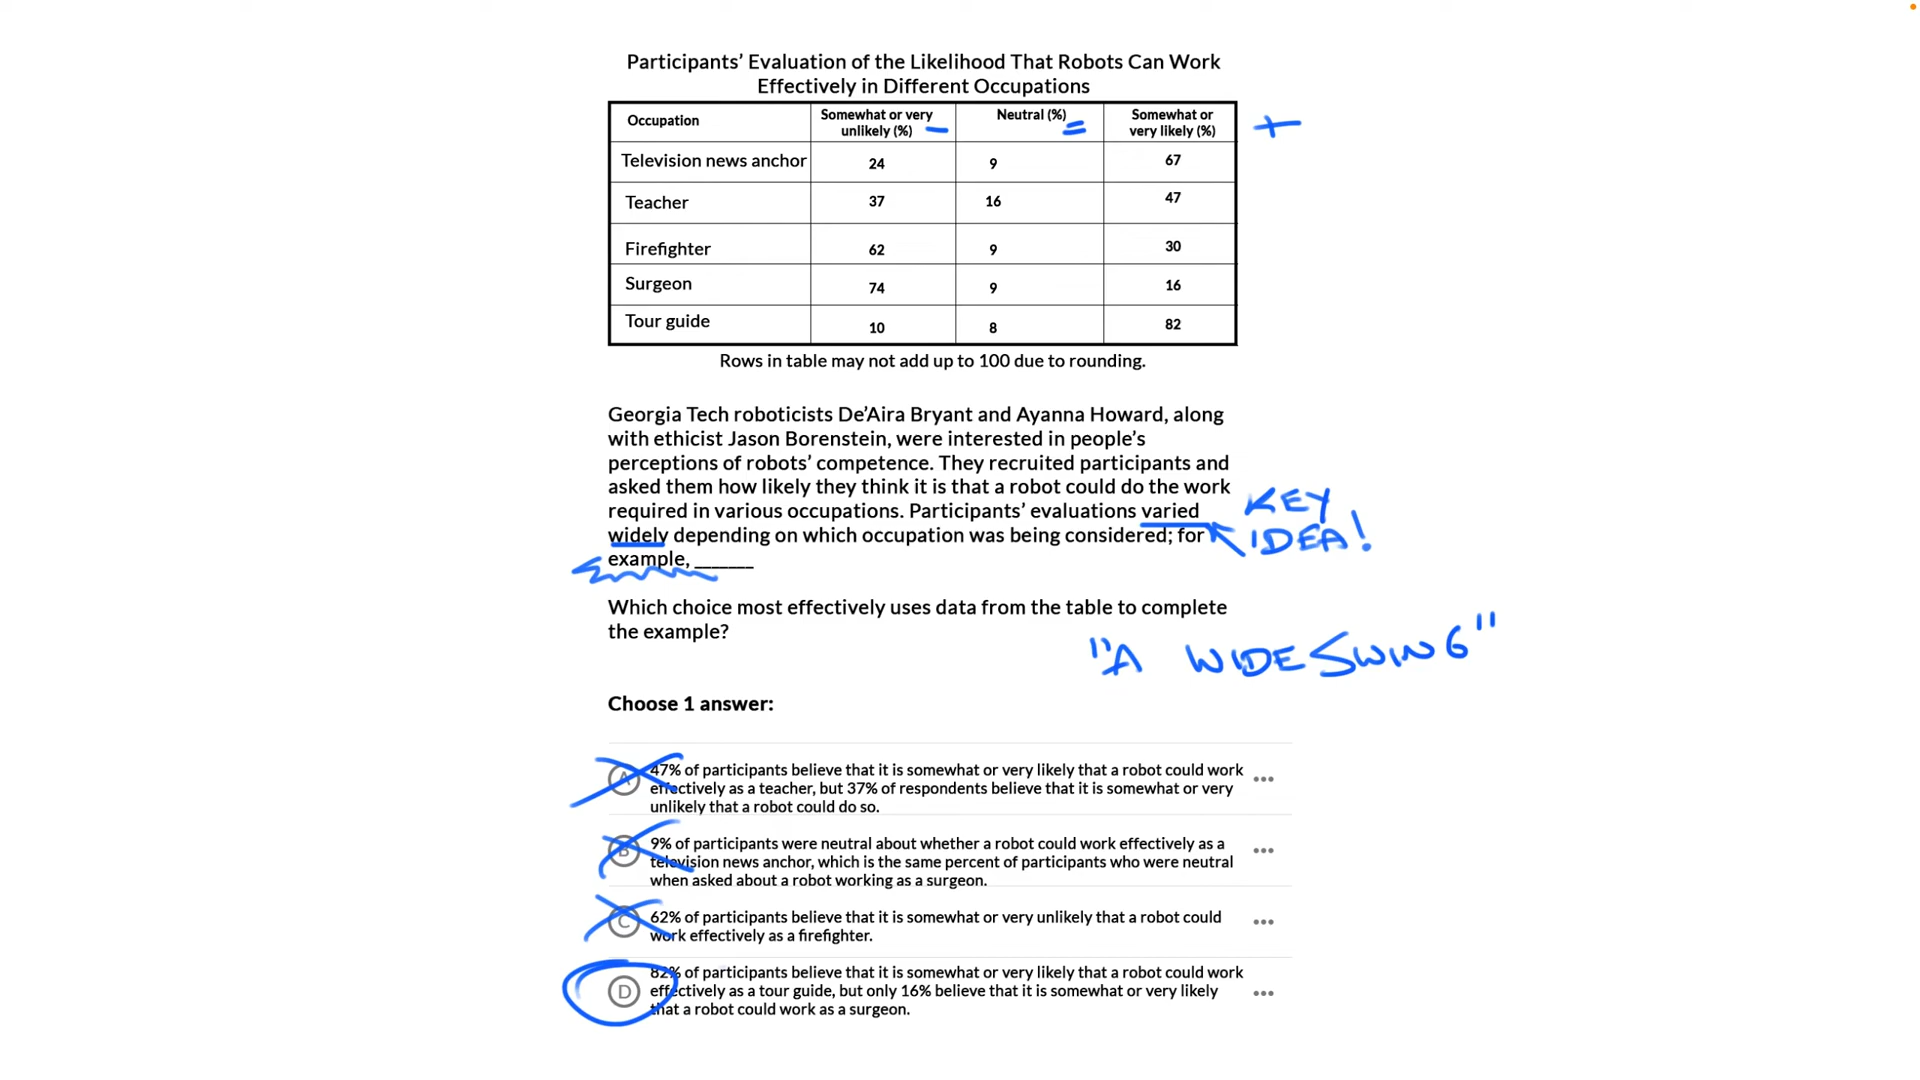 Participants’ Evaluation of the Likelihood That Robots Can Work
Effectively in Different Occupations
Occupation
Somewhat or very
unlikely (%)
Neutral (%)
Somewhat or
very likely (%)
Television news anchor 24 9 67
Teacher 37 16 47
Firefighter 62 9 30
Surgeon 74 9 16
Tour guide 10 8 82
Rows in table may not add up to 100 due to rounding.
Georgia Tech roboticists De’Aira Bryant and Ayanna Howard, along
with ethicist Jason Borenstein, were interested in people’s
perceptions of robots’ competence. They recruited participants and
asked them how likely they think it is that a robot could do the work
required in various occupations. Participants’ evaluations varied
widely depending on which occupation was being considered; for
example, _______
KEY
IDEA!
Which choice most effectively uses data from the table to complete
the example?
"A WIDE SWING"
Choose 1 answer:
A 47% of participants believe that it is somewhat or very likely that a robot could work
effectively as a teacher, but 37% of respondents believe that it is somewhat or very
unlikely that a robot could do so.
B 9% of participants were neutral about whether a robot could work effectively as a
television news anchor, which is the same percent of participants who were neutral
when asked about a robot working as a surgeon.
C 62% of participants believe that it is somewhat or very unlikely that a robot could
work effectively as a firefighter.
D 82% of participants believe that it is somewhat or very likely that a robot could work
effectively as a tour guide, but only 16% believe that it is somewhat or very likely
that a robot could work as a surgeon.